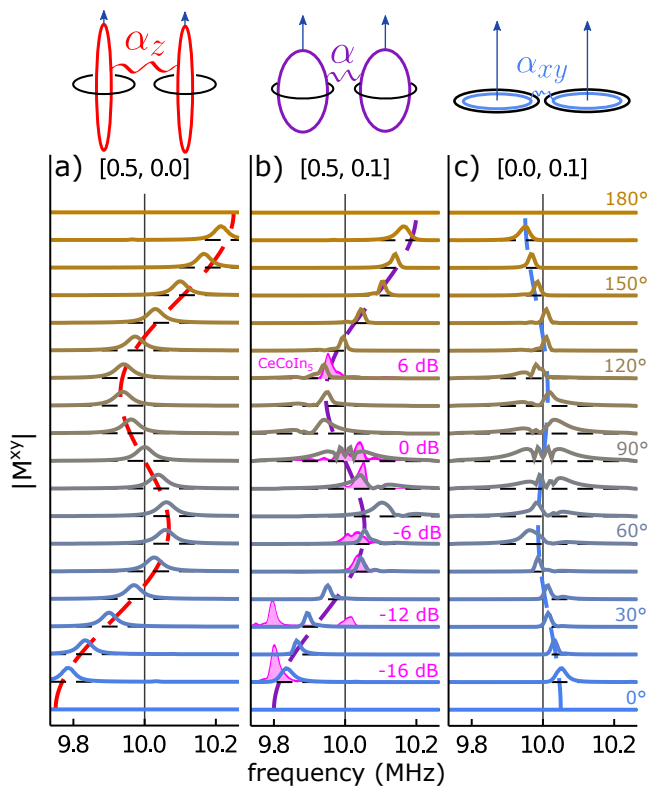 α_z
α
α_xy
a) [0.5, 0.0]
b) [0.5, 0.1]
c) [0.0, 0.1]
180°
150°
CeCoIn₅
6 dB
120°
0 dB
90°
-6 dB
60°
-12 dB
30°
-16 dB
0°
|M^xy|
9.8 10.0 10.2
9.8 10.0 10.2
9.8 10.0 10.2
frequency (MHz)